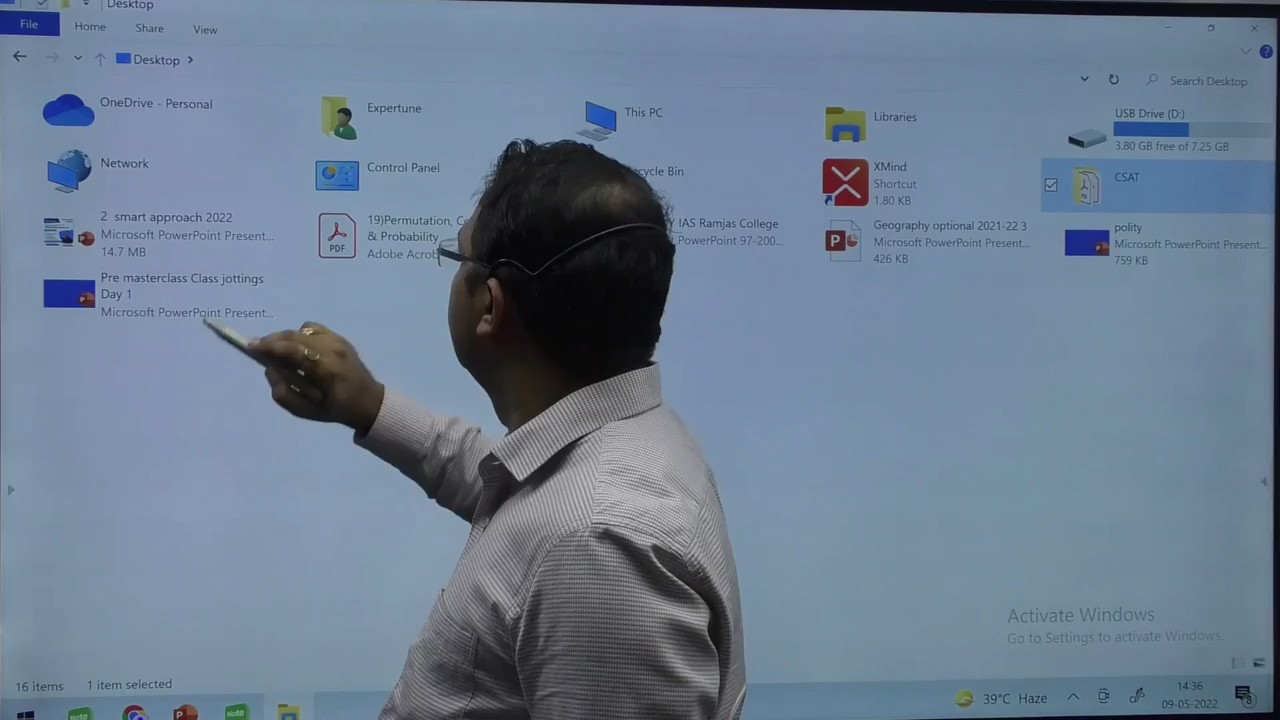 Desktop
File Home Share View
Desktop
Search Desktop
OneDrive - Personal
Expertune
This PC
Libraries
USB Drive (D:)
3.80 GB free of 7.25 GB
Network
Control Panel
cycle Bin
XMind
Shortcut
1.80 KB
CSAT
2 smart approach 2022
Microsoft PowerPoint Present...
14.7 MB
PDF
19)Permutation, C
& Probability
Adobe Acrob
IAS Ramjas College
PowerPoint 97-200...
Geography optional 2021-22 3
Microsoft PowerPoint Present...
426 KB
polity
Microsoft PowerPoint Present...
759 KB
Pre masterclass Class jottings
Day 1
Microsoft PowerPoint Present...
Activate Windows
Go to Settings to activate Windows.
16 items 1 item selected
Note
Note
39°C Haze
14:36
09-05-2022
8